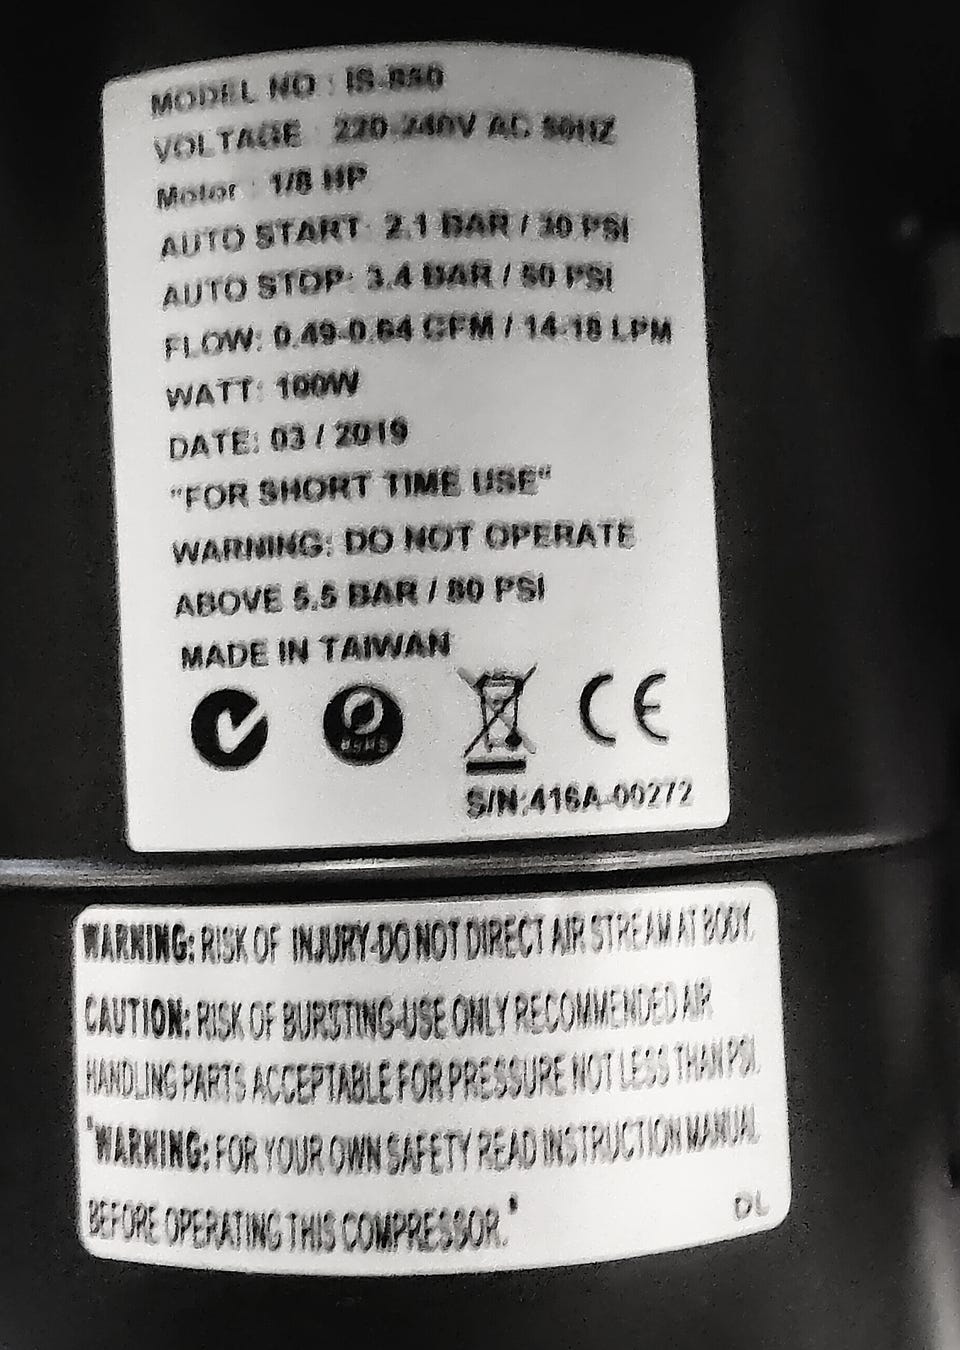 MODEL NO : IS-850
VOLTAGE : 220-240V AC 50HZ
Motor : 1/8 HP
AUTO START: 2.1 BAR / 30 PSI
AUTO STOP: 3.4 BAR / 50 PSI
FLOW: 0.49-0.64 CFM / 14-18 LPM
WATT: 100W
DATE: 03 / 2019
"FOR SHORT TIME USE"
WARNING: DO NOT OPERATE
ABOVE 5.5 BAR / 80 PSI
MADE IN TAIWAN
RoHS
CE
S/N:416A-00272
WARNING: RISK OF INJURY-DO NOT DIRECT AIR STREAM AT BODY.
CAUTION: RISK OF BURSTING-USE ONLY RECOMMENDED AIR
HANDLING PARTS ACCEPTABLE FOR PRESSURE NOT LESS THAN PSI.
"WARNING: FOR YOUR OWN SAFETY READ INSTRUCTION MANUAL
BEFORE OPERATING THIS COMPRESSOR."
DL